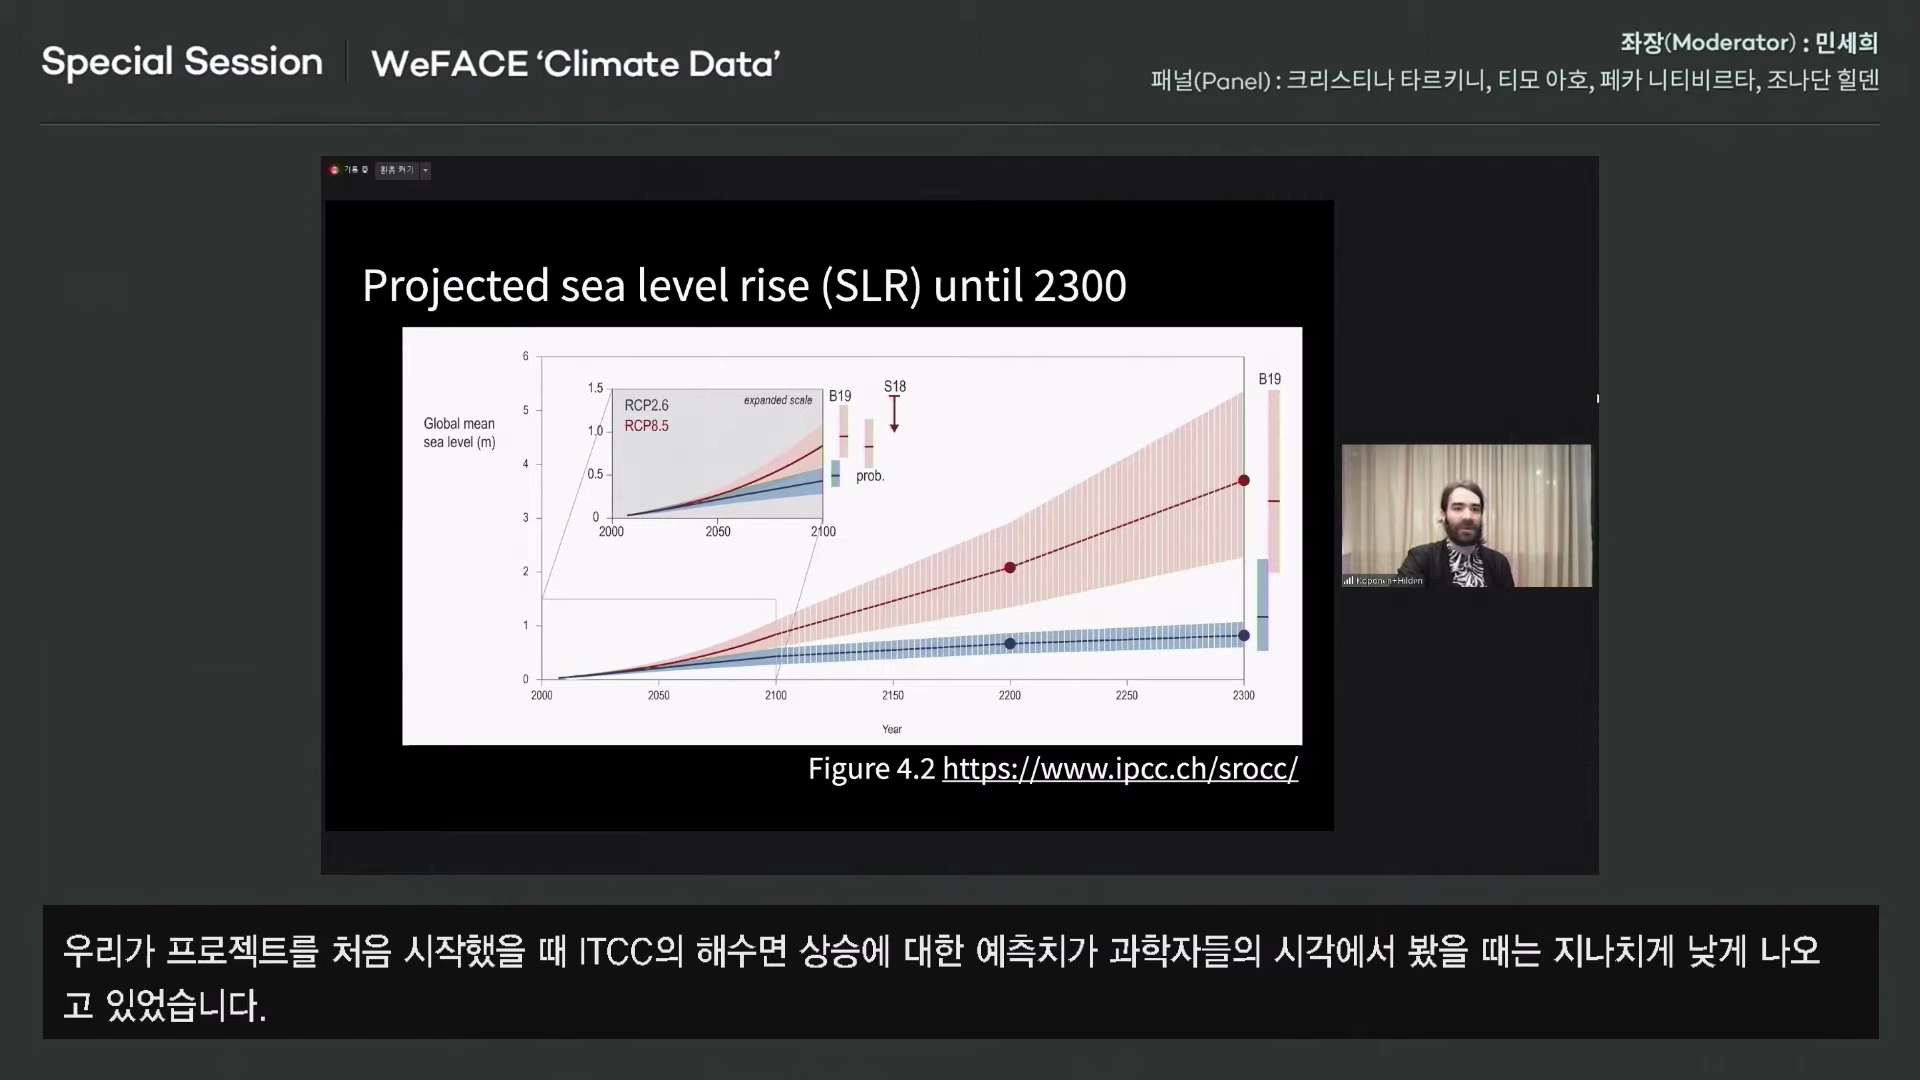 Special Session
WeFACE ‘Climate Data’
좌장(Moderator) : 민세희
패널(Panel) : 크리스티나 타르키니, 티모 아호, 페카 니티비르타, 조나단 힐덴
기록 중
Projected sea level rise (SLR) until 2300
Global mean
sea level (m)
6
5
4
3
2
1
0
2000
2050
2100
2150
2200
2250
2300
Year
1.5
1.0
0.5
0
2000
2050
2100
RCP2.6
RCP8.5
expanded scale
B19
S18
prob.
B19
Figure 4.2 https://www.ipcc.ch/srocc/
Koponen+Hilden
우리가 프로젝트를 처음 시작했을 때 ITCC의 해수면 상승에 대한 예측치가 과학자들의 시각에서 봤을 때는 지나치게 낮게 나오
고 있었습니다.